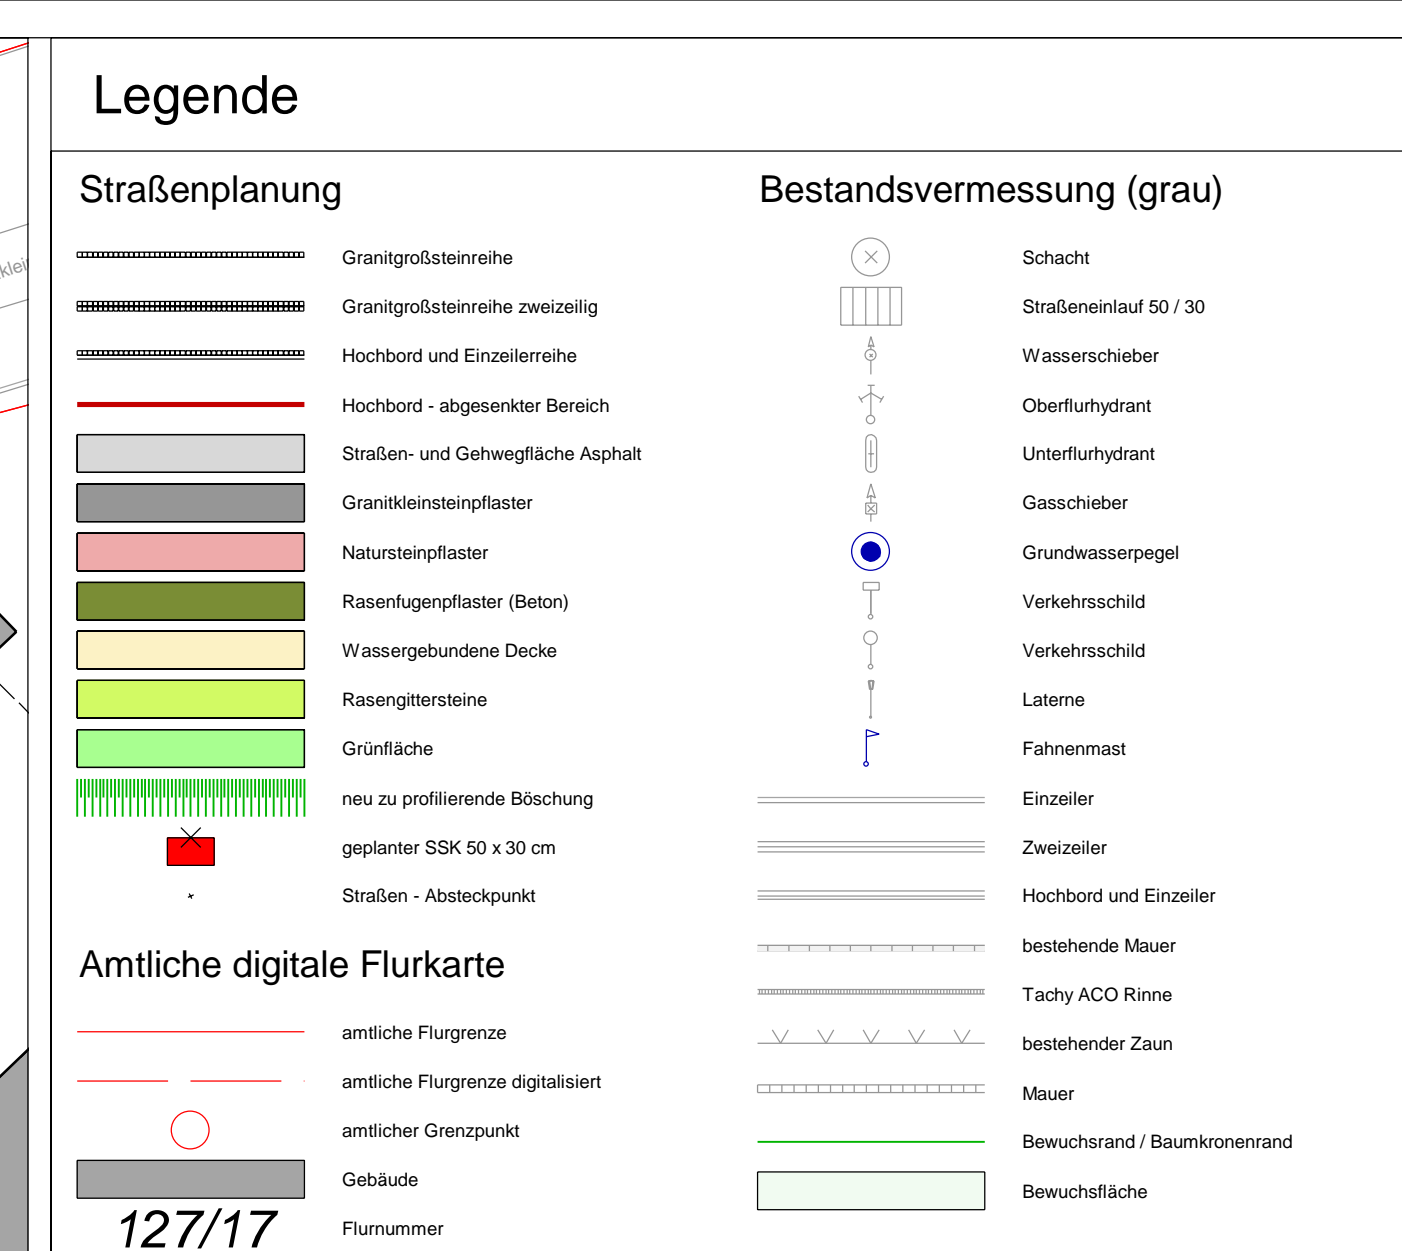 Legende
Straßenplanung
Granitgroßsteinreihe
Granitgroßsteinreihe zweizeilig
Hochbord und Einzeilerreihe
Hochbord - abgesenkter Bereich
Straßen- und Gehwegfläche Asphalt
Granitkleinsteinpflaster
Natursteinpflaster
Rasenfugenpflaster (Beton)
Wassergebundene Decke
Rasengittersteine
Grünfläche
neu zu profilierende Böschung
geplanter SSK 50 x 30 cm
Straßen - Absteckpunkt
Amtliche digitale Flurkarte
amtliche Flurgrenze
amtliche Flurgrenze digitalisiert
amtlicher Grenzpunkt
Gebäude
127/17 Flurnummer
Bestandsvermessung (grau)
Schacht
Straßeneinlauf 50 / 30
Wasserschieber
Oberflurhydrant
Unterflurhydrant
Gasschieber
Grundwasserpegel
Verkehrsschild
Verkehrsschild
Laterne
Fahnenmast
Einzeiler
Zweizeiler
Hochbord und Einzeiler
bestehende Mauer
Tachy ACO Rinne
bestehender Zaun
Mauer
Bewuchsrand / Baumkronenrand
Bewuchsfläche